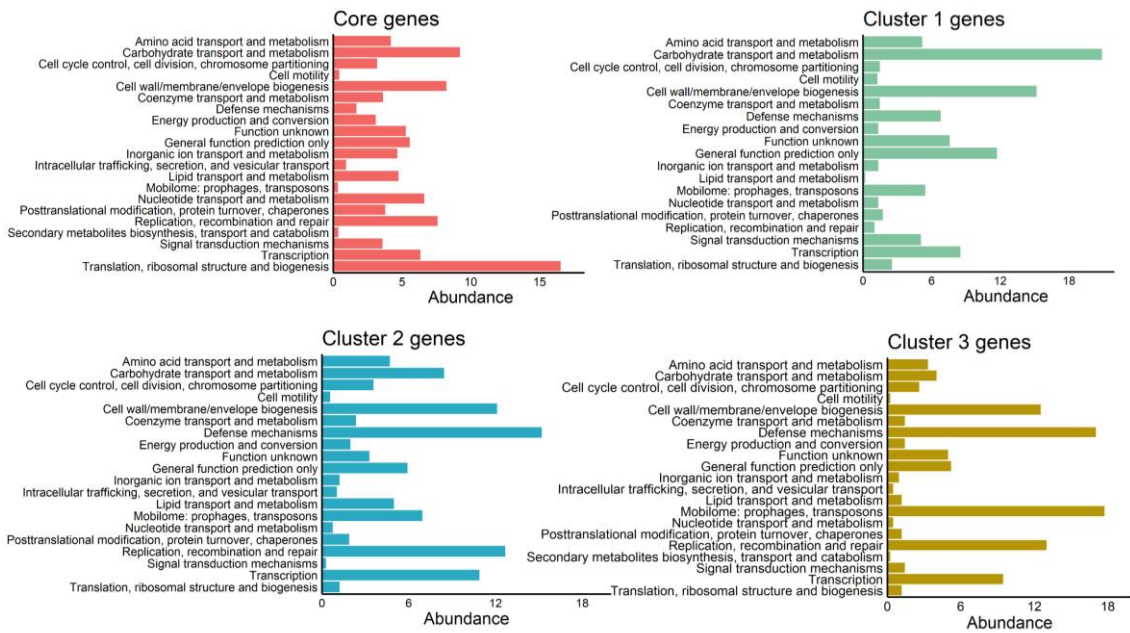 Core genes
Amino acid transport and metabolism
Carbohydrate transport and metabolism
Cell cycle control, cell division, chromosome partitioning
Cell motility
Cell wall/membrane/envelope biogenesis
Coenzyme transport and metabolism
Defense mechanisms
Energy production and conversion
Function unknown
General function prediction only
Inorganic ion transport and metabolism
Intracellular trafficking, secretion, and vesicular transport
Lipid transport and metabolism
Mobilome: prophages, transposons
Nucleotide transport and metabolism
Posttranslational modification, protein turnover, chaperones
Replication, recombination and repair
Secondary metabolites biosynthesis, transport and catabolism
Signal transduction mechanisms
Transcription
Translation, ribosomal structure and biogenesis
0 5 10 15
Abundance
Cluster 1 genes
Amino acid transport and metabolism
Carbohydrate transport and metabolism
Cell cycle control, cell division, chromosome partitioning
Cell motility
Cell wall/membrane/envelope biogenesis
Coenzyme transport and metabolism
Defense mechanisms
Energy production and conversion
Function unknown
General function prediction only
Inorganic ion transport and metabolism
Lipid transport and metabolism
Mobilome: prophages, transposons
Nucleotide transport and metabolism
Posttranslational modification, protein turnover, chaperones
Replication, recombination and repair
Signal transduction mechanisms
Transcription
Translation, ribosomal structure and biogenesis
0 6 12 18
Abundance
Cluster 2 genes
Amino acid transport and metabolism
Carbohydrate transport and metabolism
Cell cycle control, cell division, chromosome partitioning
Cell motility
Cell wall/membrane/envelope biogenesis
Coenzyme transport and metabolism
Defense mechanisms
Energy production and conversion
Function unknown
General function prediction only
Inorganic ion transport and metabolism
Intracellular trafficking, secretion, and vesicular transport
Lipid transport and metabolism
Mobilome: prophages, transposons
Nucleotide transport and metabolism
Posttranslational modification, protein turnover, chaperones
Replication, recombination and repair
Signal transduction mechanisms
Transcription
Translation, ribosomal structure and biogenesis
0 6 12 18
Abundance
Cluster 3 genes
Amino acid transport and metabolism
Carbohydrate transport and metabolism
Cell cycle control, cell division, chromosome partitioning
Cell motility
Cell wall/membrane/envelope biogenesis
Coenzyme transport and metabolism
Defense mechanisms
Energy production and conversion
Function unknown
General function prediction only
Inorganic ion transport and metabolism
Intracellular trafficking, secretion, and vesicular transport
Lipid transport and metabolism
Mobilome: prophages, transposons
Nucleotide transport and metabolism
Posttranslational modification, protein turnover, chaperones
Replication, recombination and repair
Secondary metabolites biosynthesis, transport and catabolism
Signal transduction mechanisms
Transcription
Translation, ribosomal structure and biogenesis
0 6 12 18
Abundance